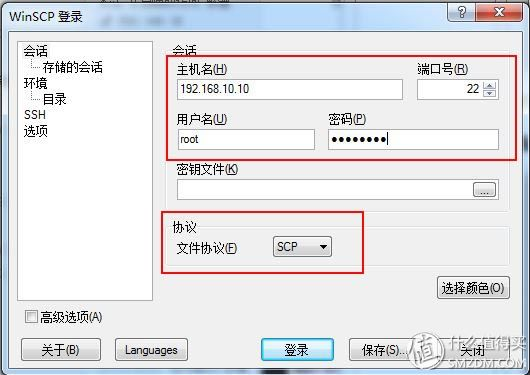 WinSCP 登录
会话
存储的会话
环境
目录
SSH
选项
会话
主机名(H)
端口号(R)
192.168.10.10
22
用户名(U)
密码(P)
root
●●●●●●●●
密钥文件(K)
...
协议
文件协议(F)
SCP
选择颜色(O)
高级选项(A)
关于(B)
Languages
登录
保存(S)...
关闭
值 什么值得买
SMZDM.COM